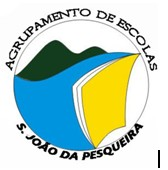 AGRUPAMENTO DE ESCOLAS
S. JOÃO DA PESQUEIRA